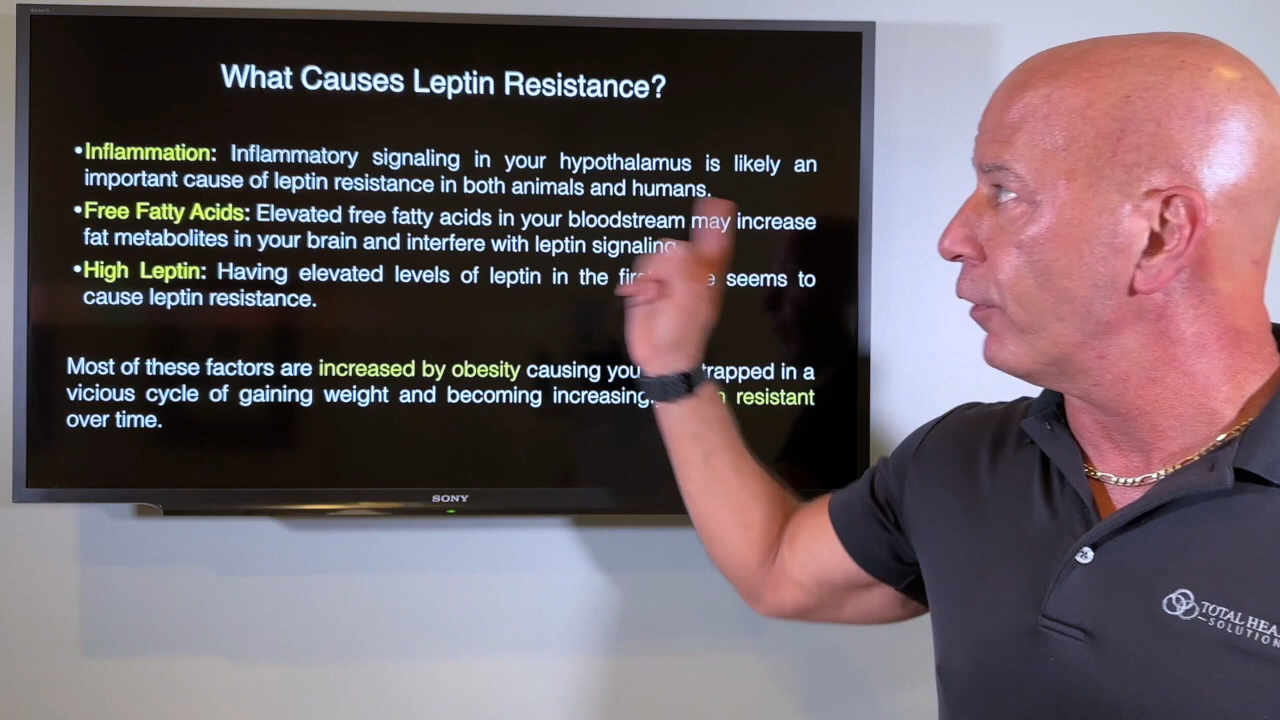 What Causes Leptin Resistance?
•Inflammation: Inflammatory signaling in your hypothalamus is likely an
important cause of leptin resistance in both animals and humans.
•Free Fatty Acids: Elevated free fatty acids in your bloodstream may increase
fat metabolites in your brain and interfere with leptin signaling
•High Leptin: Having elevated levels of leptin in the seems to
cause leptin resistance.
Most of these factors are increased by obesity causing you trapped in a
vicious cycle of gaining weight and becoming resistant
over time.
SONY
TOTAL